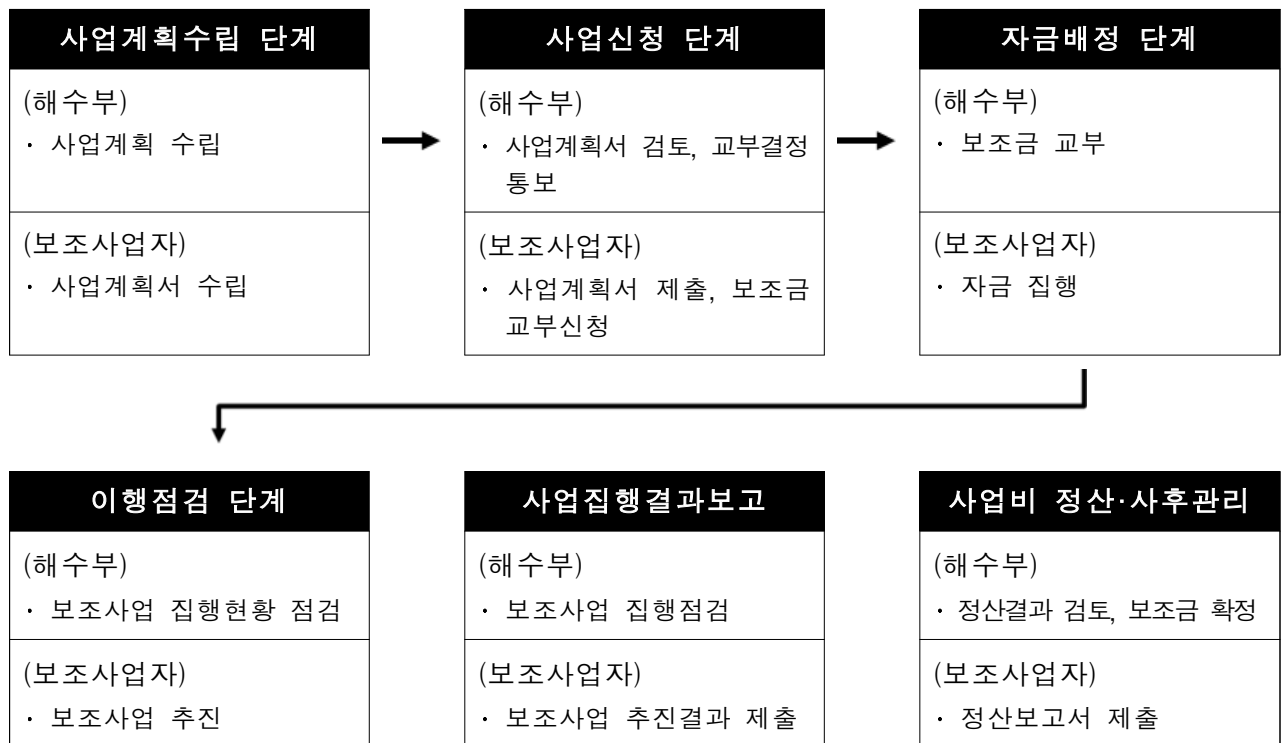 사업계획수립 단계
(해수부)
· 사업계획 수립
(보조사업자)
· 사업계획서 수립
사업신청 단계
(해수부)
· 사업계획서 검토, 교부결정
통보
(보조사업자)
· 사업계획서 제출, 보조금
교부신청
자금배정 단계
(해수부)
· 보조금 교부
(보조사업자)
· 자금 집행
이행점검 단계
(해수부)
· 보조사업 집행현황 점검
(보조사업자)
· 보조사업 추진
사업집행결과보고
(해수부)
· 보조사업 집행점검
(보조사업자)
· 보조사업 추진결과 제출
사업비 정산·사후관리
(해수부)
· 정산결과 검토, 보조금 확정
(보조사업자)
· 정산보고서 제출